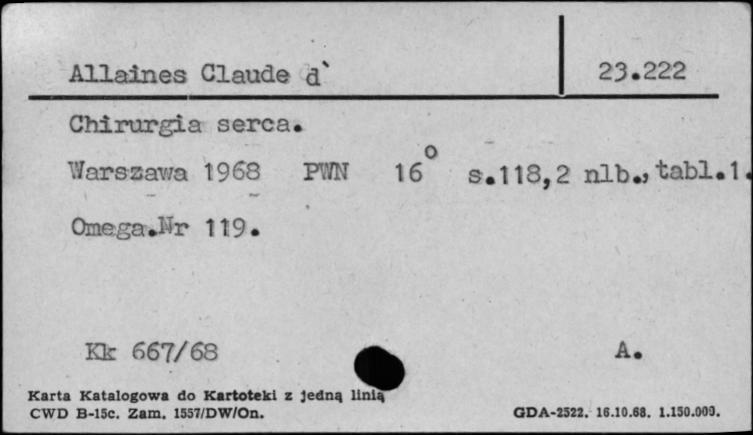 Allaines Claude d` 23.222
Chirurgia serca.
Warszawa 1968 PWN 16° s.118,2 nlb.,tabl.1.
Omega.Nr 119.
Kk 667/68 A.
Karta Katalogowa do Kartoteki z jedną linią
CWD B-15c. Zam. 1557/DW/On. GDA-2522. 16.10.68. 1.150.000.